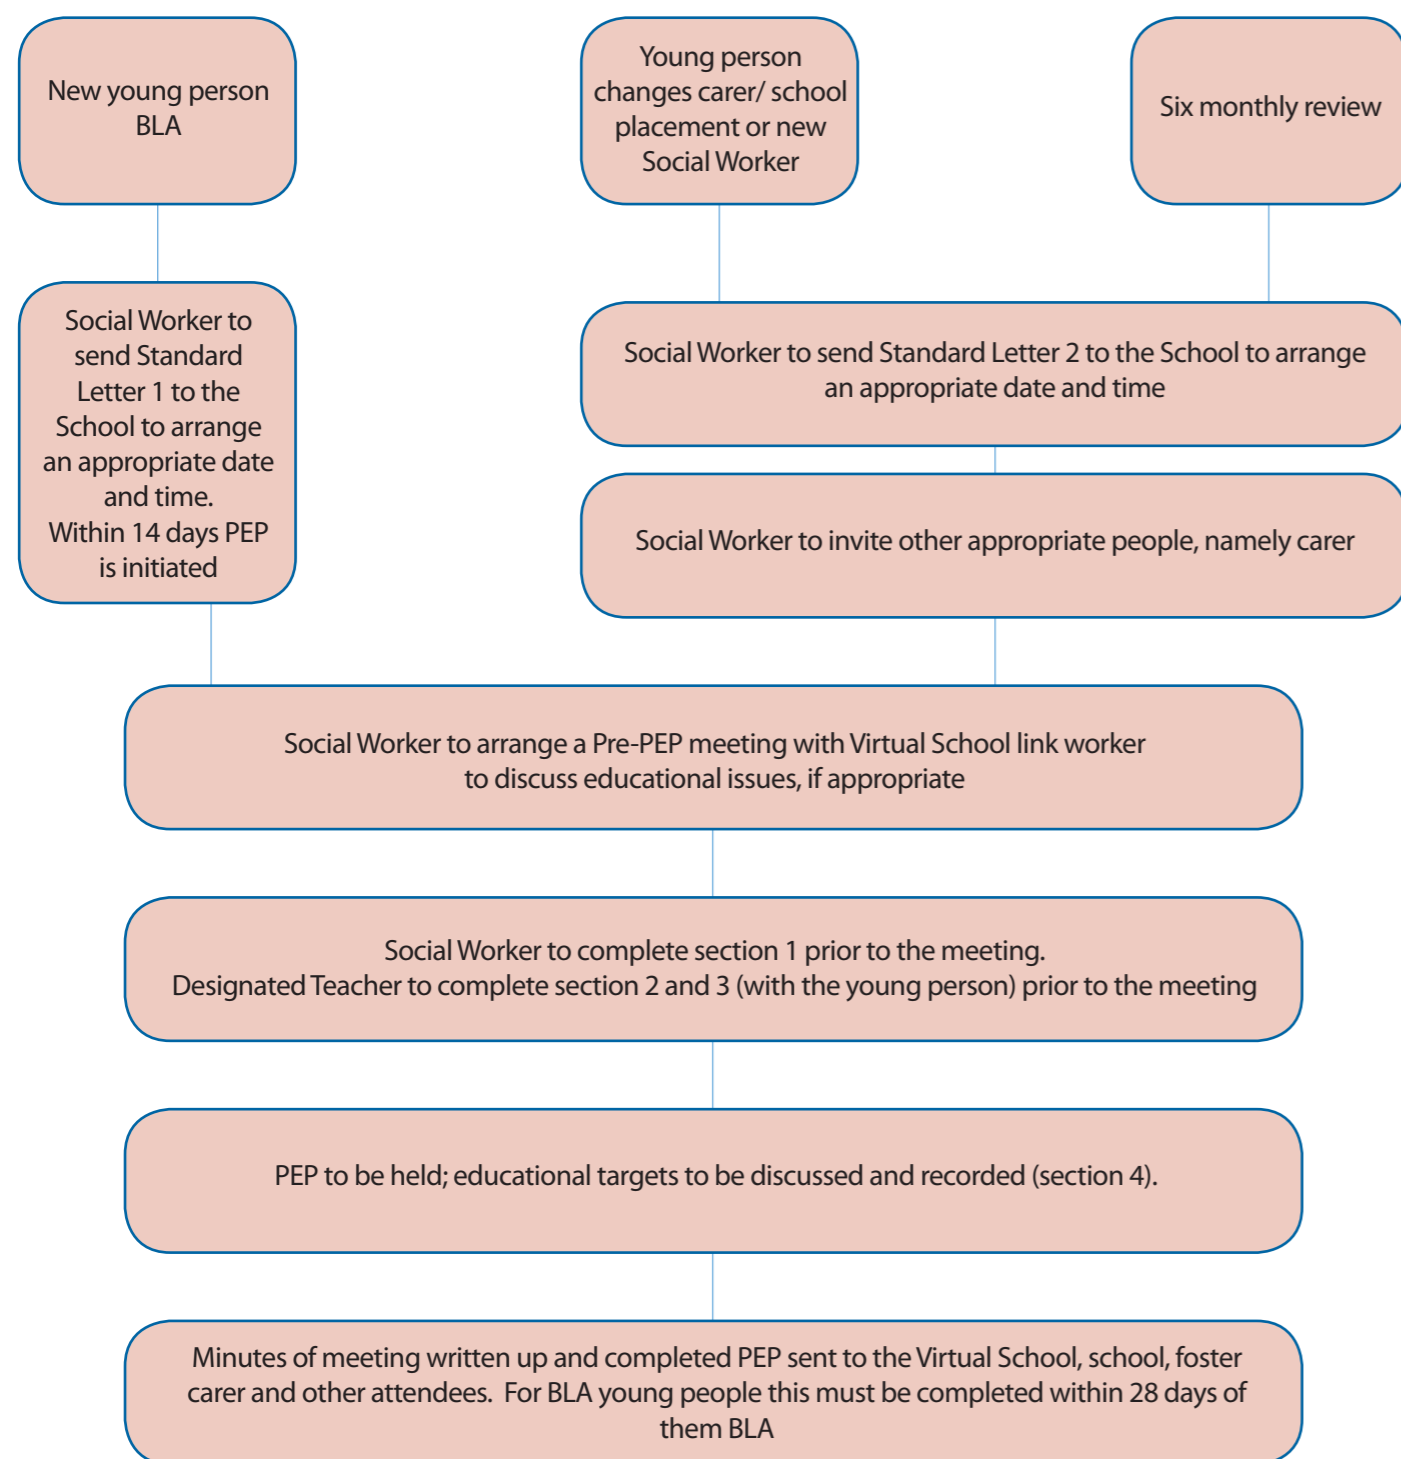 New young person
BLA
Young person
changes carer/ school
placement or new
Social Worker
Six monthly review
Social Worker to
send Standard
Letter 1 to the
School to arrange
an appropriate date
and time.
Within 14 days PEP
is initiated
Social Worker to send Standard Letter 2 to the School to arrange
an appropriate date and time
Social Worker to invite other appropriate people, namely carer
Social Worker to arrange a Pre-PEP meeting with Virtual School link worker
to discuss educational issues, if appropriate
Social Worker to complete section 1 prior to the meeting.
Designated Teacher to complete section 2 and 3 (with the young person) prior to the meeting
PEP to be held; educational targets to be discussed and recorded (section 4).
Minutes of meeting written up and completed PEP sent to the Virtual School, school, foster
carer and other attendees.  For BLA young people this must be completed within 28 days of
them BLA